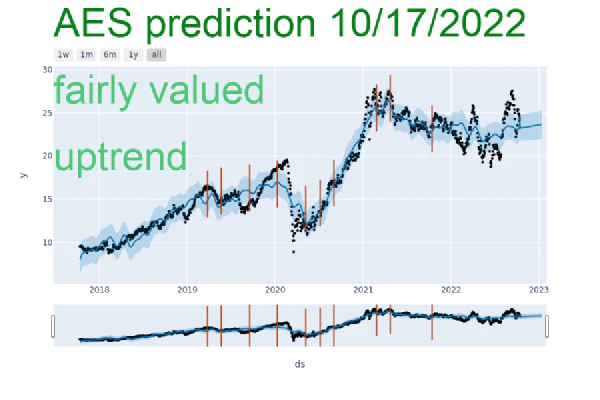 AES prediction 10/17/2022
1w 1m 6m 1y all
30
fairly valued
25
uptrend
20
y
15
10
2018 2019 2020 2021 2022 2023
ds